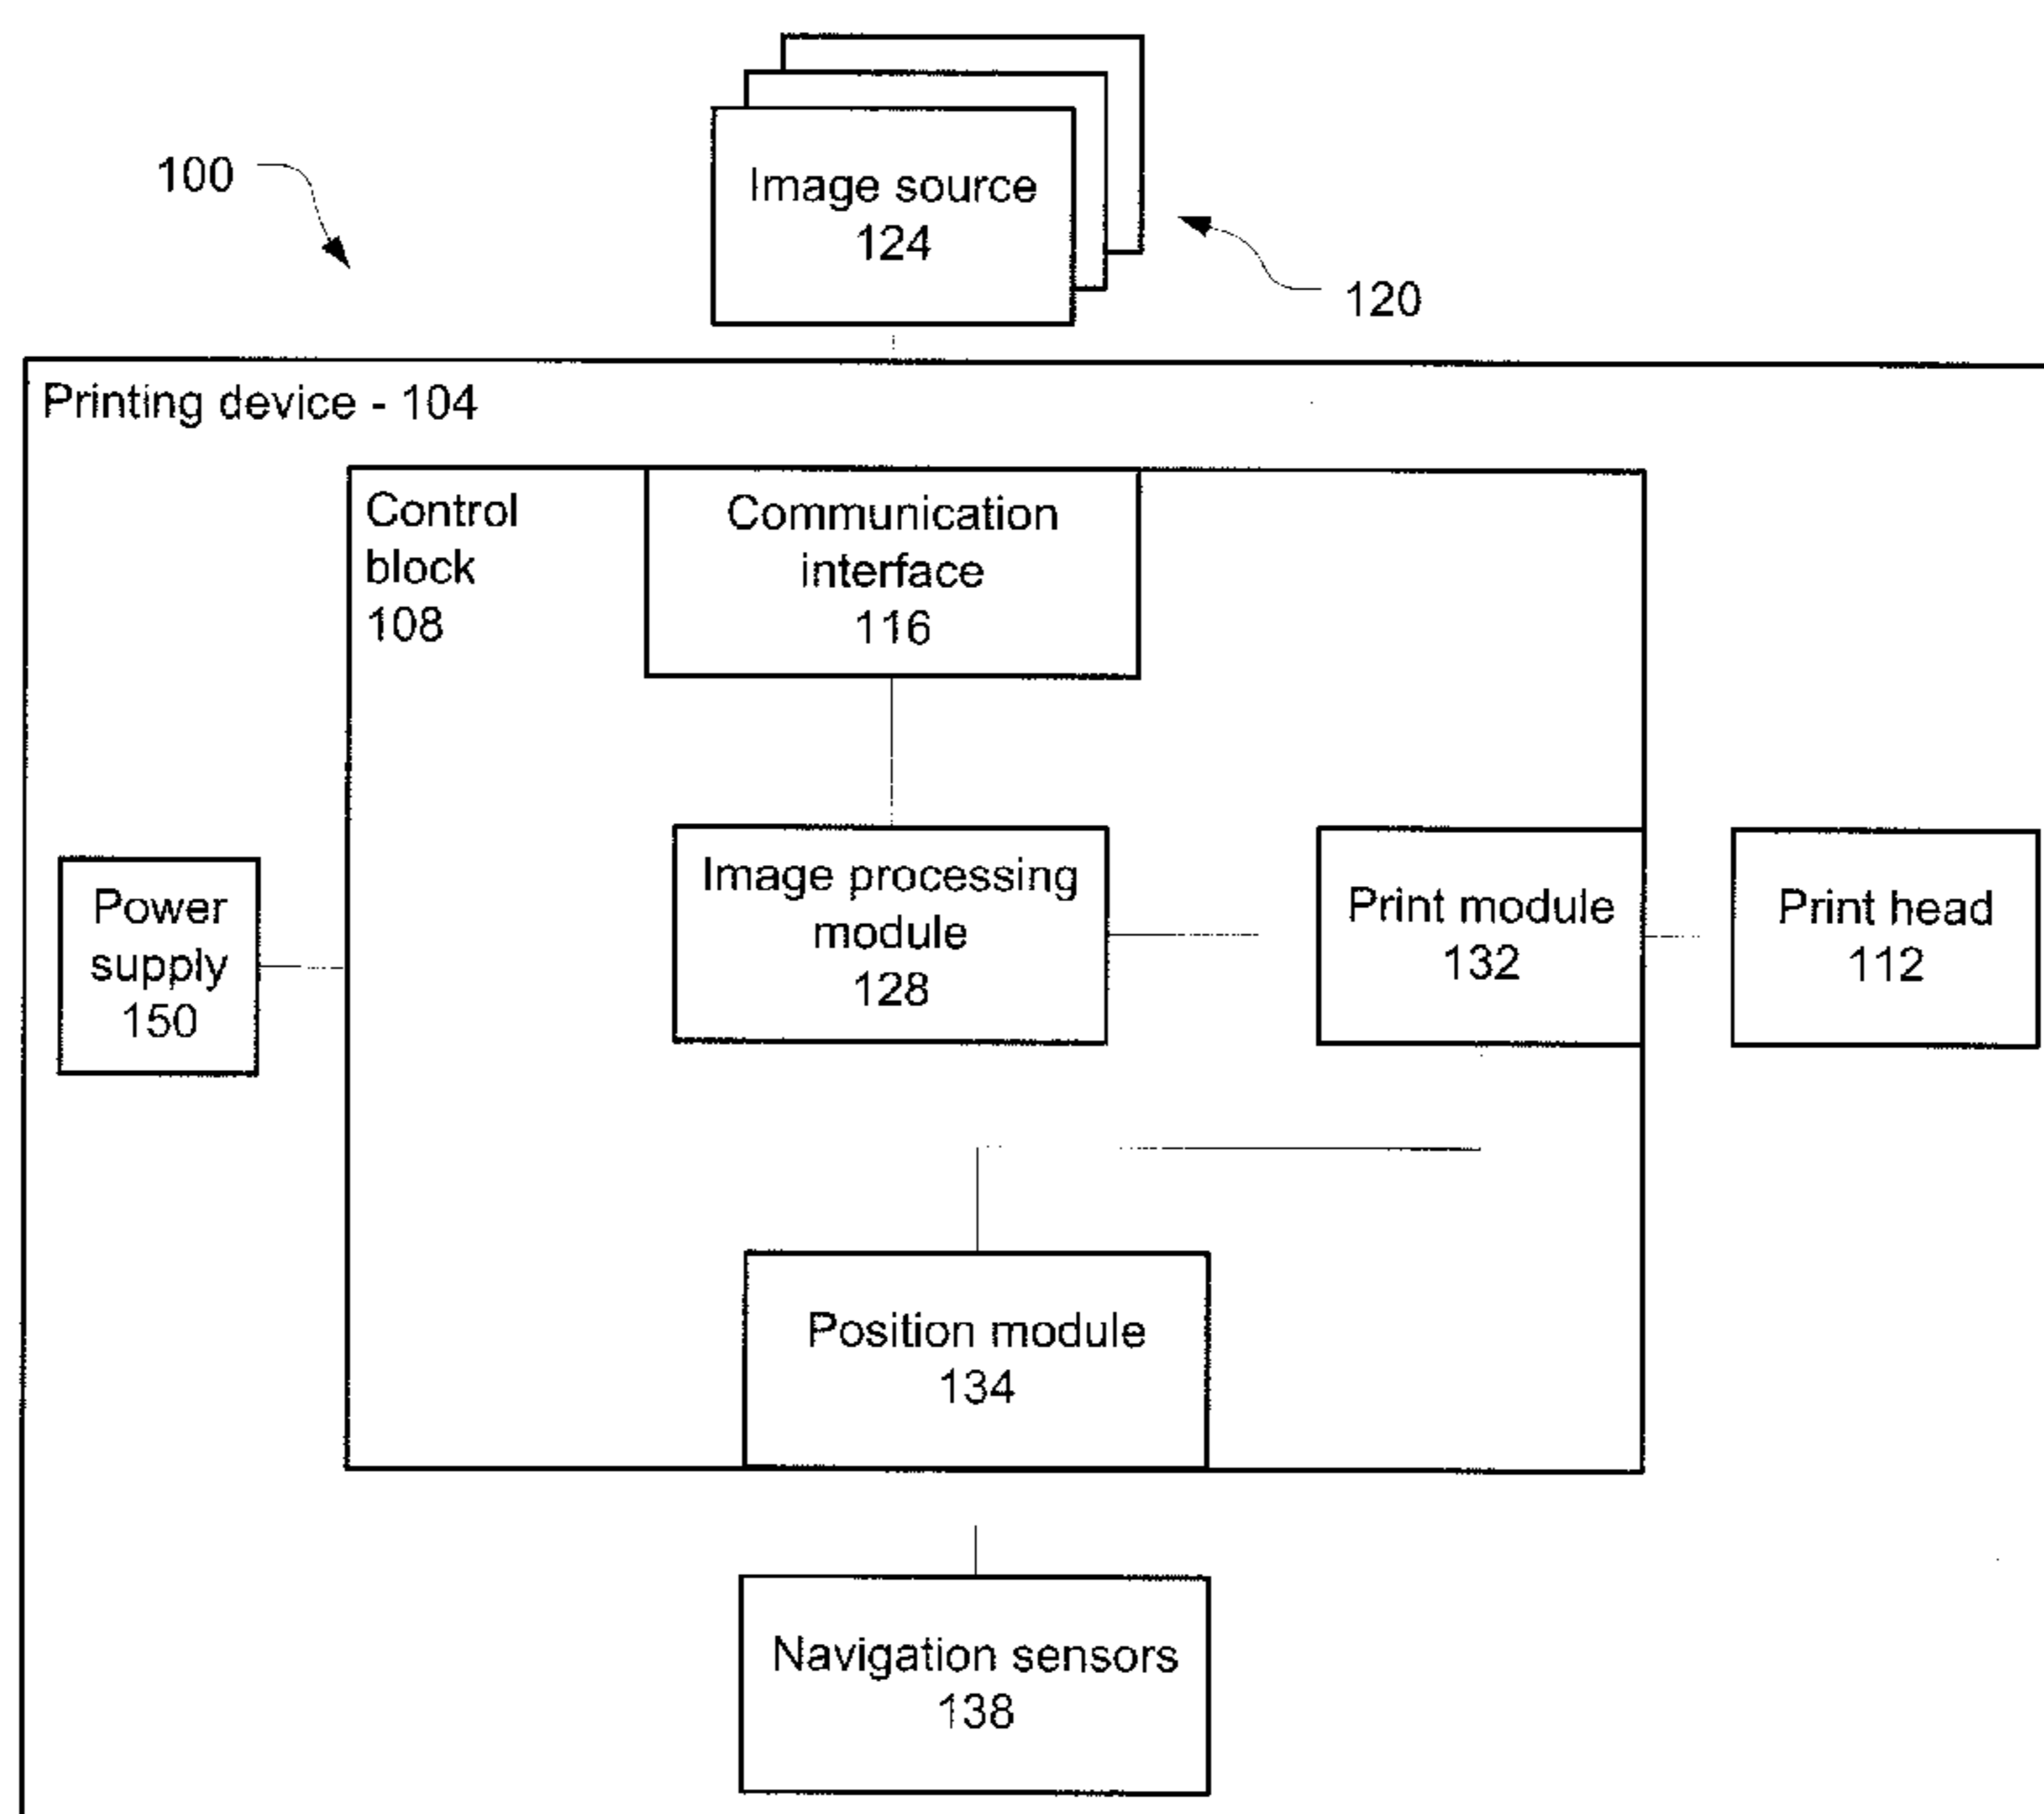 100
Image source
124
120
Printing device - 104
Control
block
108
Communication
interface
116
Power
supply
150
Image processing
module
128
Print module
132
Print head
112
Position module
134
Navigation sensors
138